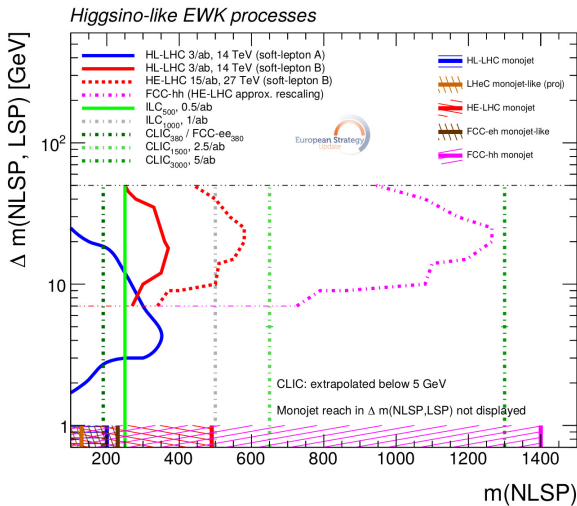 Higgsino-like EWK processes
Δ m(NLSP, LSP) [GeV]
HL-LHC 3/ab, 14 TeV (soft-lepton A)
HL-LHC 3/ab, 14 TeV (soft-lepton B)
HE-LHC 15/ab, 27 TeV (soft-lepton B)
FCC-hh (HE-LHC approx. rescaling)
ILC500, 0.5/ab
ILC1000, 1/ab
CLIC380 / FCC-ee380
CLIC1500, 2.5/ab
CLIC3000, 5/ab
HL-LHC monojet
LHeC monojet-like (proj)
HE-LHC monojet
FCC-eh monojet-like
FCC-hh monojet
European Strategy
Update
10²
10
1
CLIC: extrapolated below 5 GeV
Monojet reach in Δ m(NLSP,LSP) not displayed
200 400 600 800 1000 1200 1400
m(NLSP)